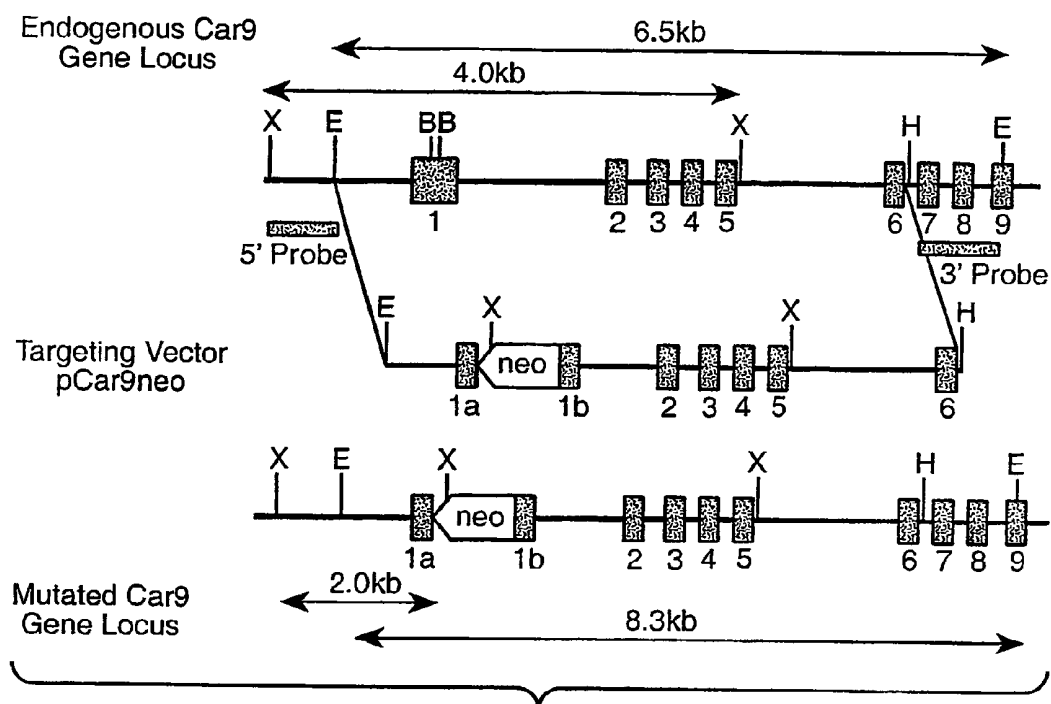 Endogenous Car9
Gene Locus
6.5kb
4.0kb
X E BB X H E
1 2 3 4 5 6 7 8 9
5' Probe
3' Probe
E X X H
Targeting Vector
pCar9neo
neo
1a 1b 2 3 4 5 6
X E X X H E
neo
1a 1b 2 3 4 5 6 7 8 9
Mutated Car9
Gene Locus
2.0kb
8.3kb